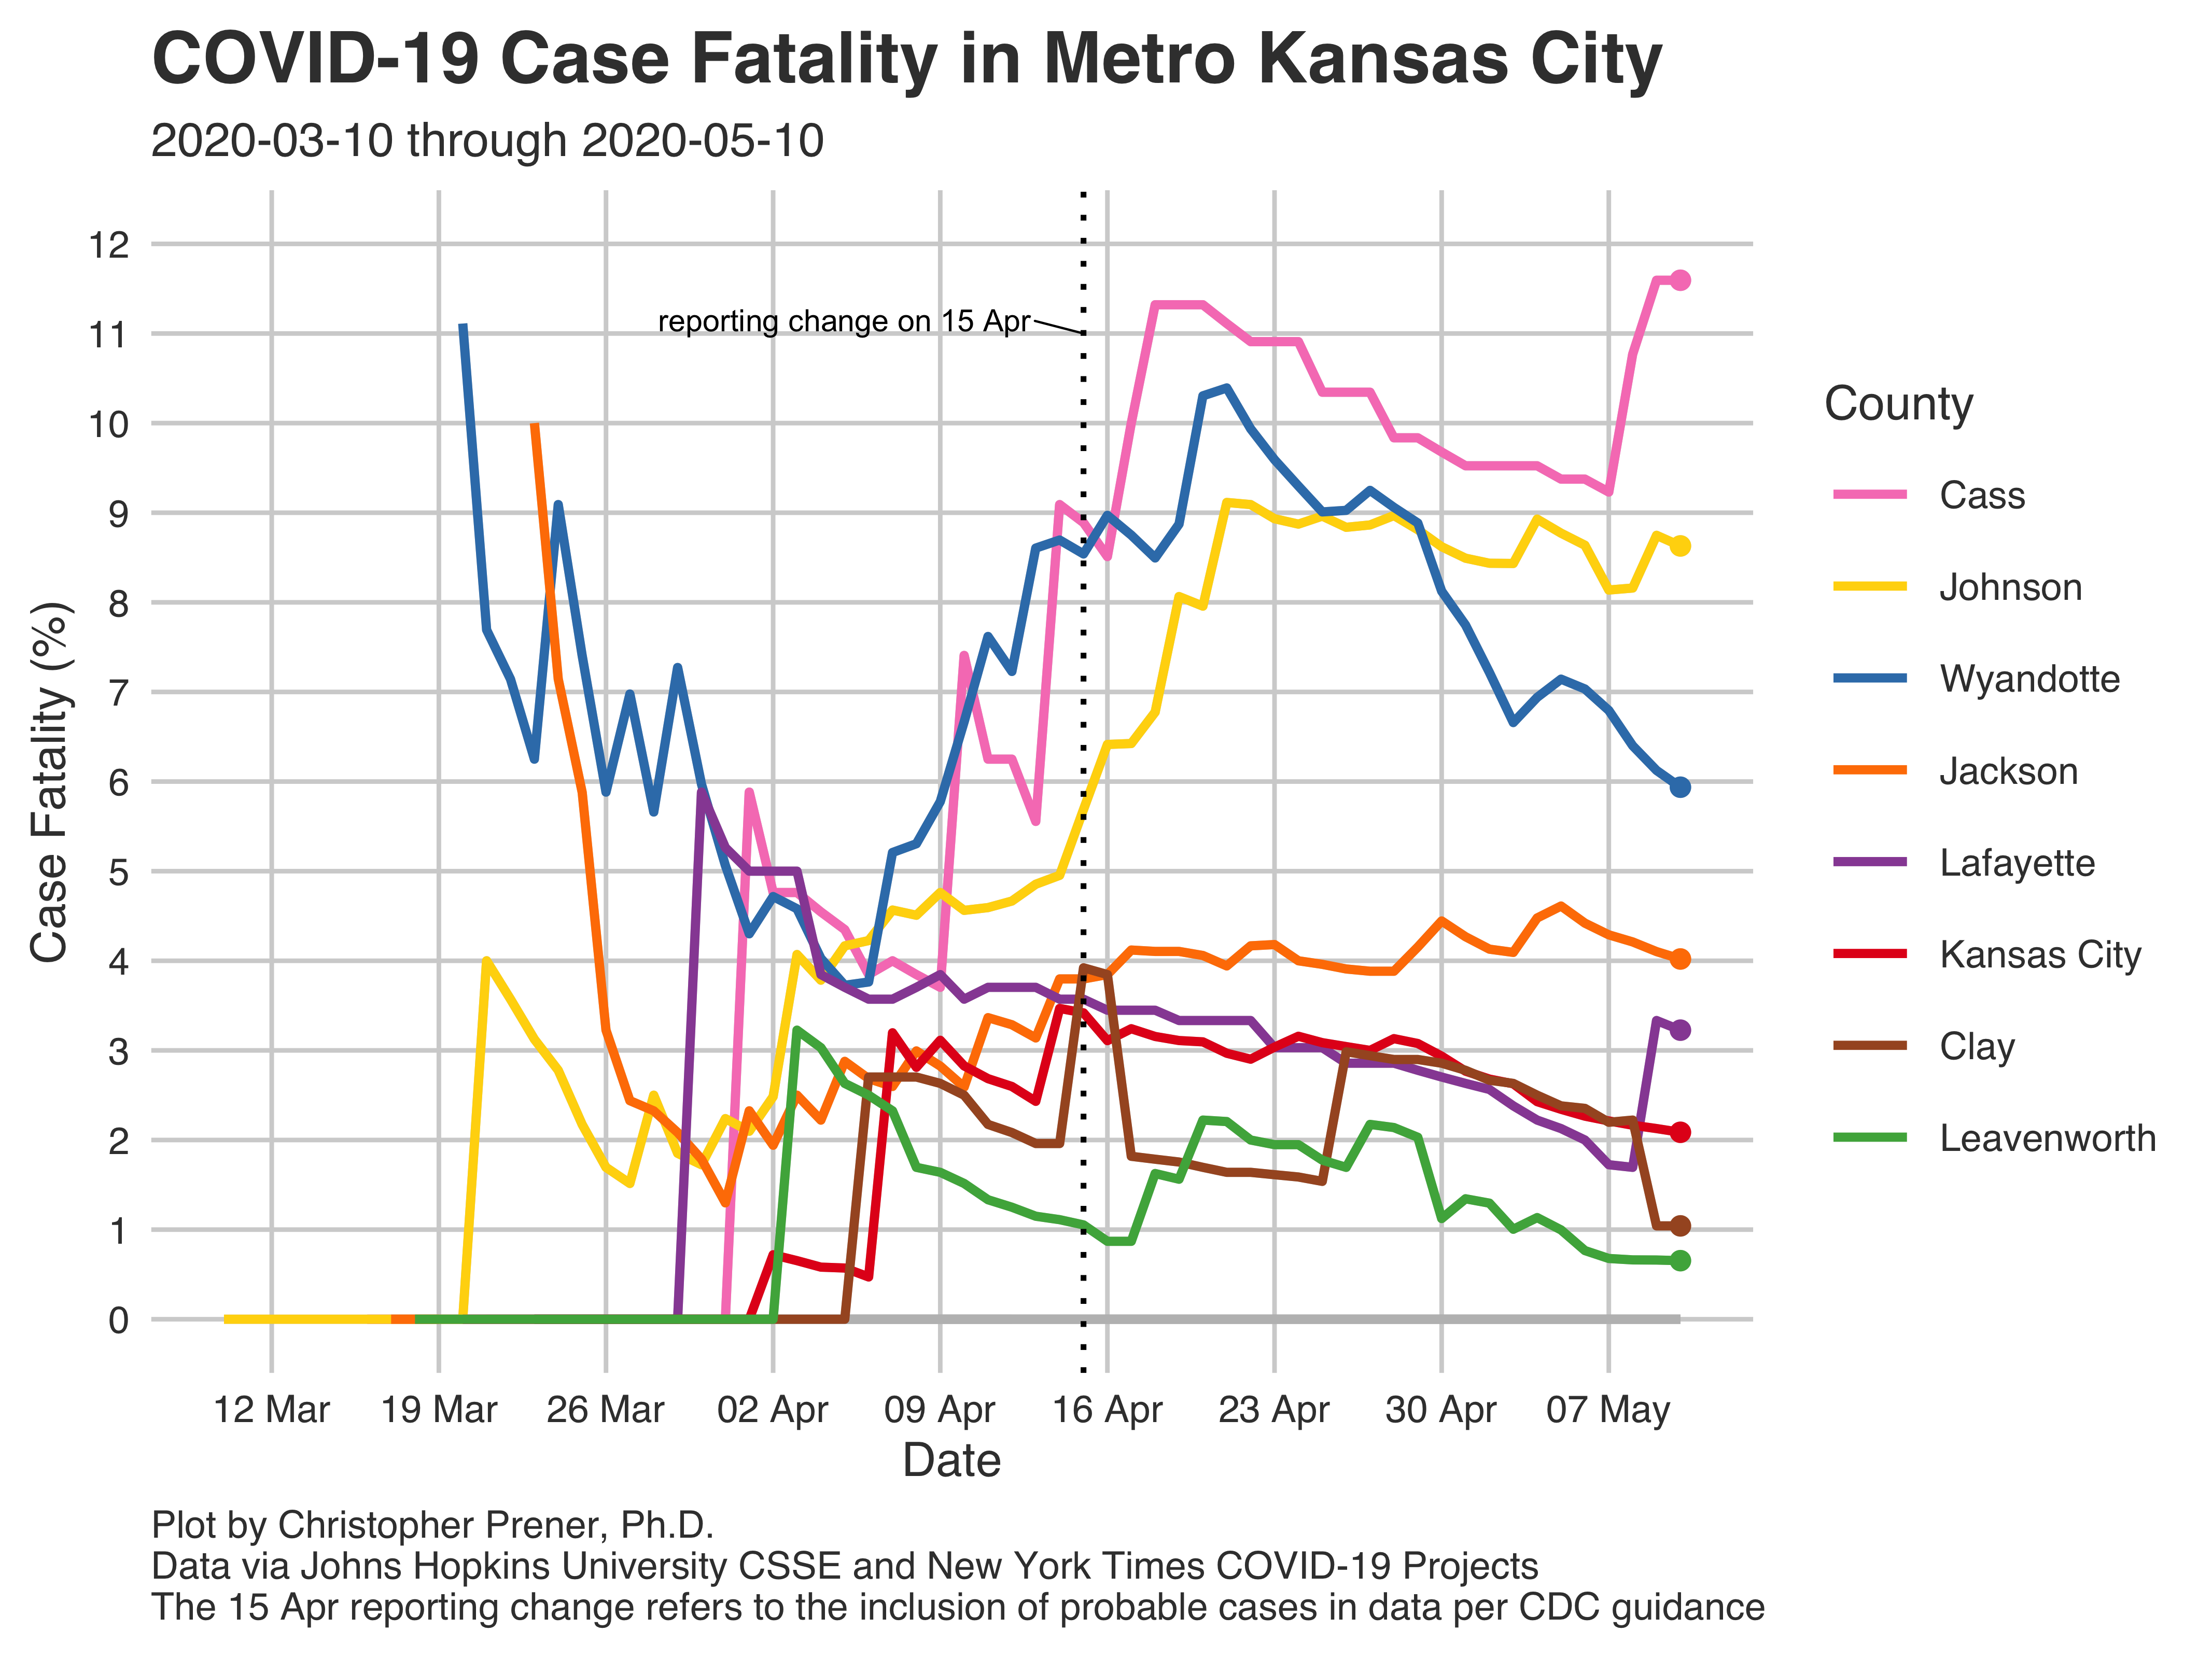 COVID-19 Case Fatality in Metro Kansas City
2020-03-10 through 2020-05-10
12
11
10
9
8
7
6
5
4
3
2
1
0
Case Fatality (%)
reporting change on 15 Apr
12 Mar
19 Mar
26 Mar
02 Apr
09 Apr
16 Apr
23 Apr
30 Apr
07 May
Date
County
Cass
Johnson
Wyandotte
Jackson
Lafayette
Kansas City
Clay
Leavenworth
Plot by Christopher Prener, Ph.D.
Data via Johns Hopkins University CSSE and New York Times COVID-19 Projects
The 15 Apr reporting change refers to the inclusion of probable cases in data per CDC guidance